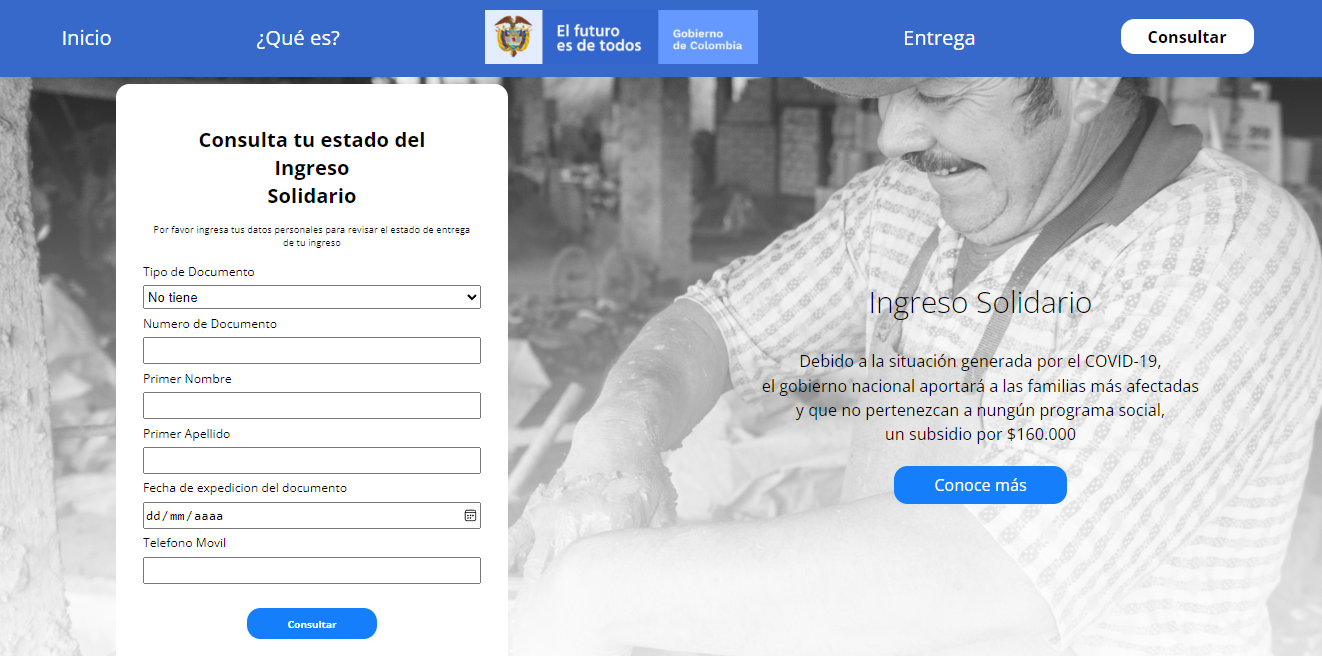 Inicio
¿Qué es?
El futuro
es de todos
Gobierno
de Colombia
Entrega
Consultar
Consulta tu estado del
Ingreso
Solidario
Por favor ingresa tus datos personales para revisar el estado de entrega
de tu ingreso
Tipo de Documento
No tiene
Numero de Documento
Primer Nombre
Primer Apellido
Fecha de expedicion del documento
dd/mm/aaaa
Telefono Movil
Consultar
Ingreso Solidario
Debido a la situación generada por el COVID-19,
el gobierno nacional aportará a las familias más afectadas
y que no pertenezcan a nungún programa social,
un subsidio por $160.000
Conoce más